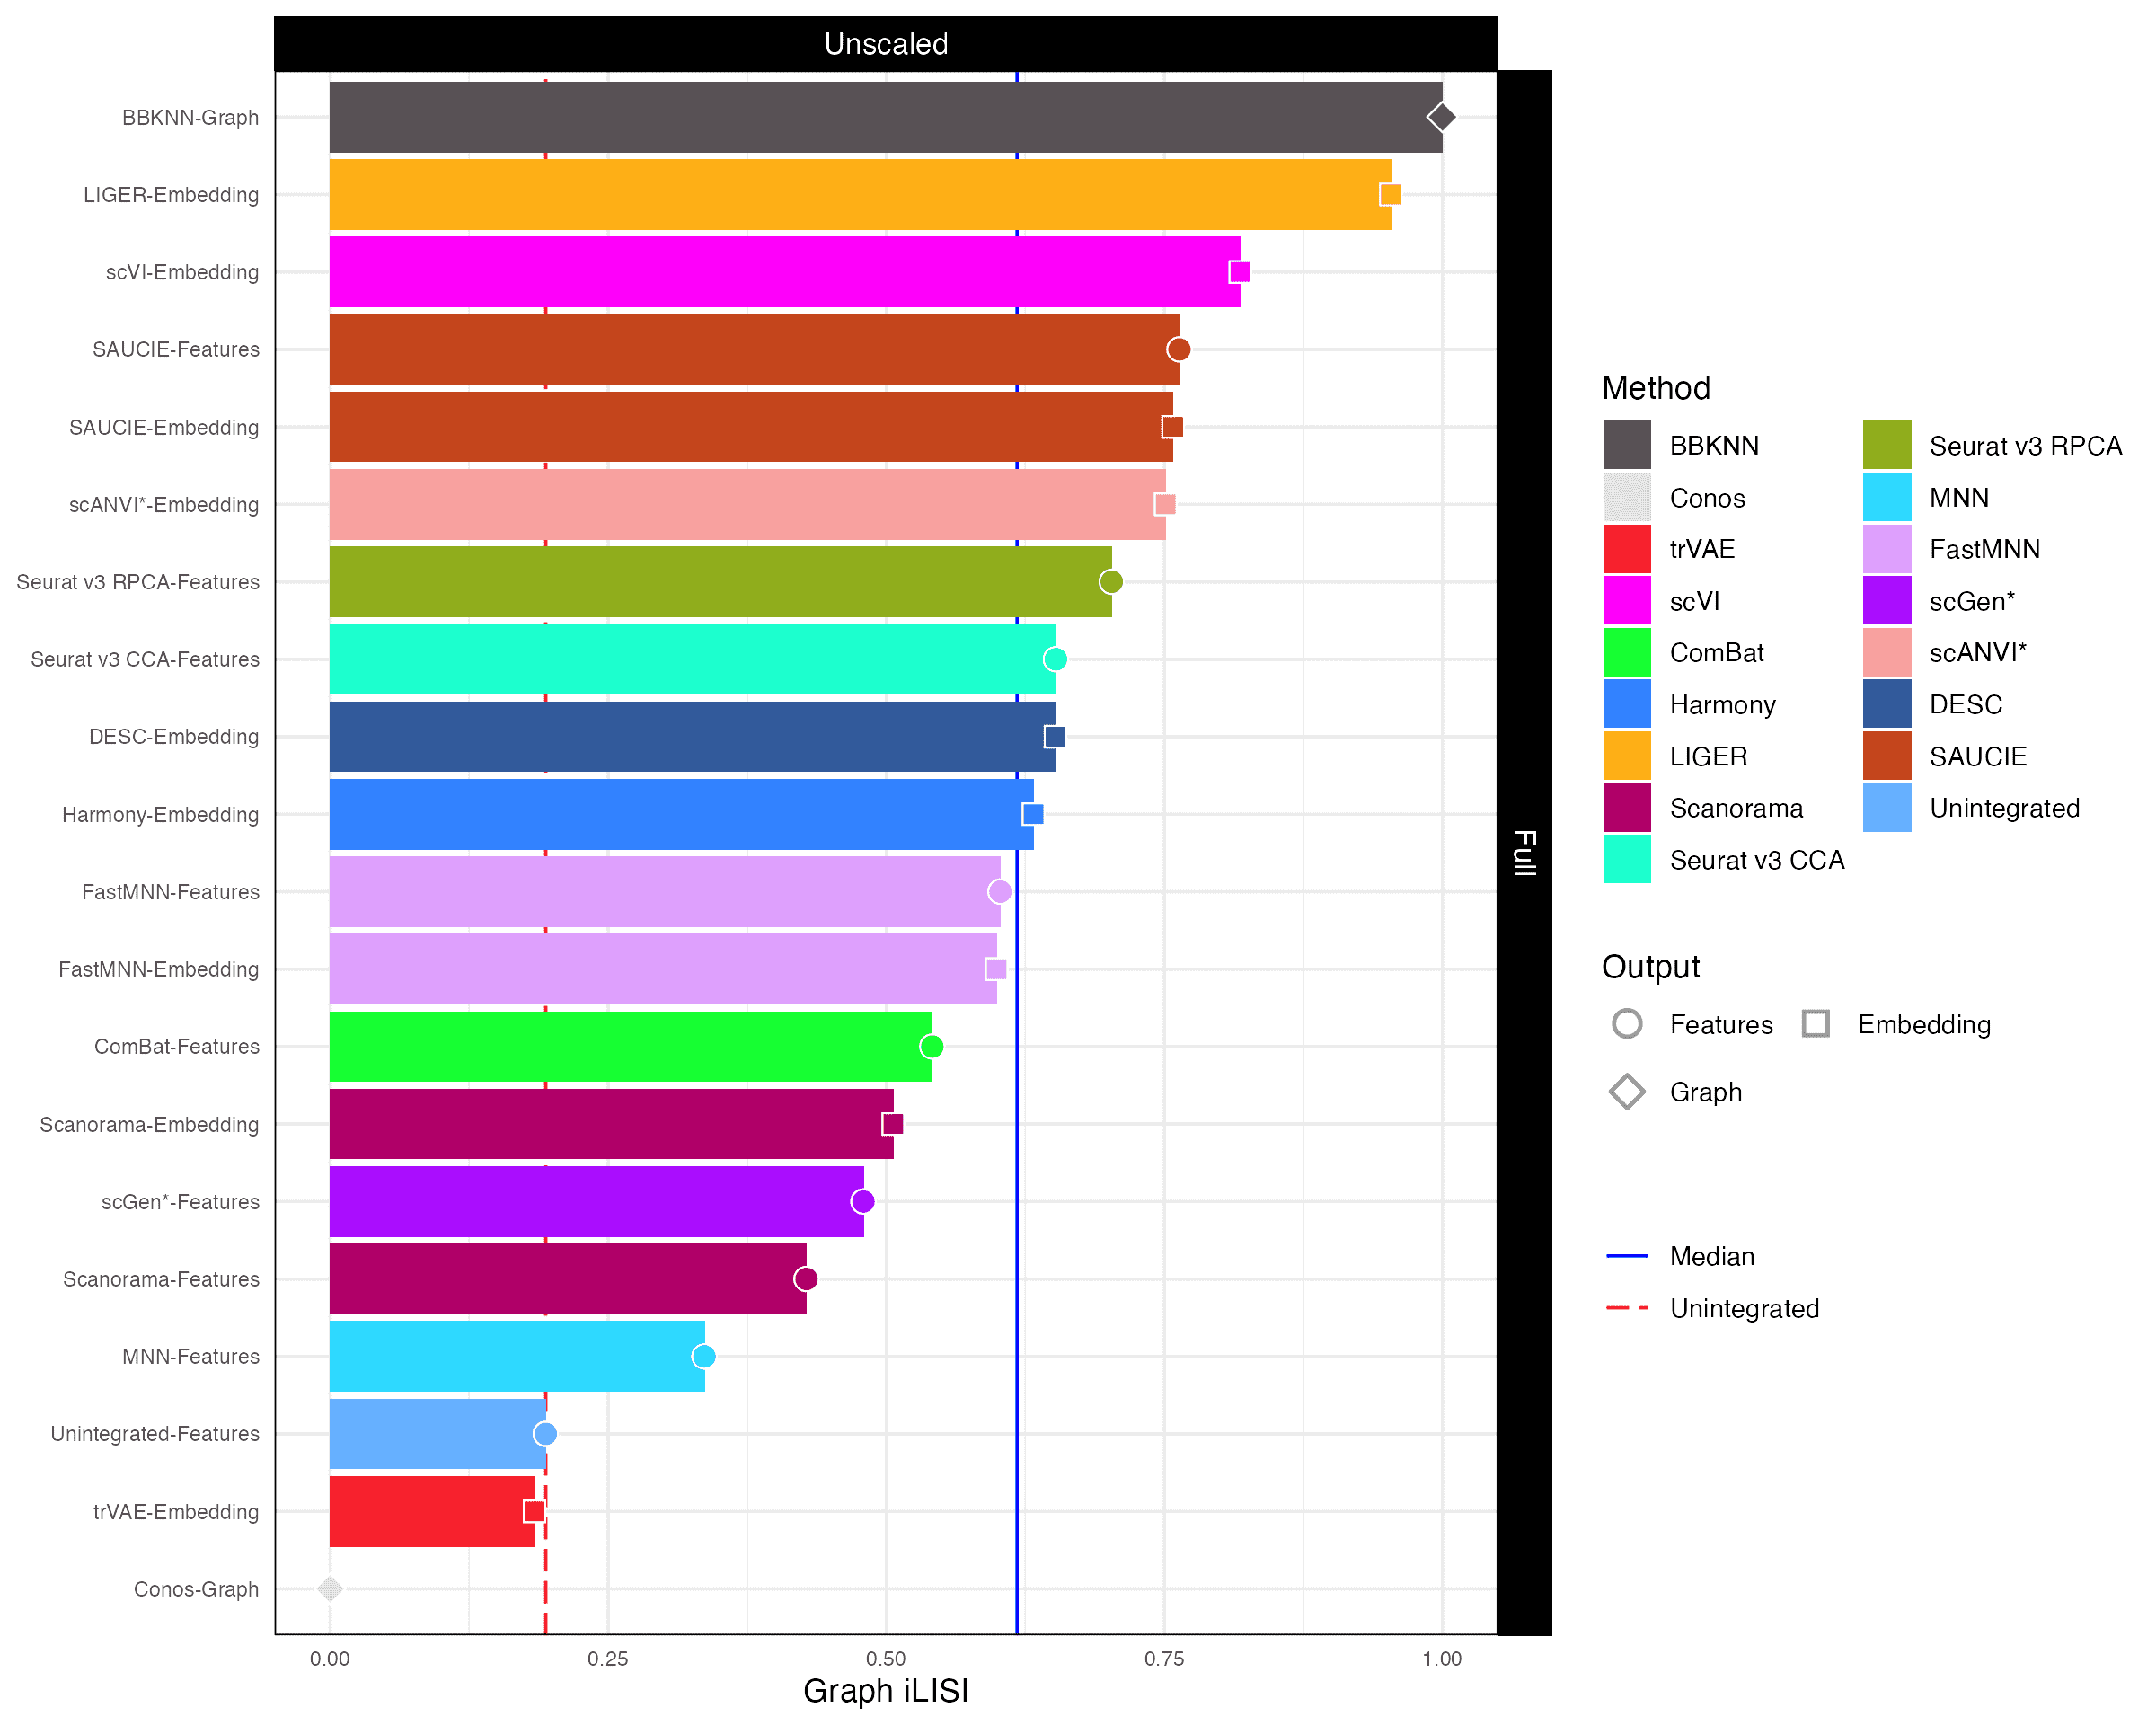 Unscaled
BBKNN-Graph
LIGER-Embedding
scVI-Embedding
SAUCIE-Features
SAUCIE-Embedding
scANVI*-Embedding
Seurat v3 RPCA-Features
Seurat v3 CCA-Features
DESC-Embedding
Harmony-Embedding
FastMNN-Features
FastMNN-Embedding
ComBat-Features
Scanorama-Embedding
scGen*-Features
Scanorama-Features
MNN-Features
Unintegrated-Features
trVAE-Embedding
Conos-Graph
0.00 0.25 0.50 0.75 1.00
Graph iLISI
Full
Method
BBKNN Seurat v3 RPCA
Conos MNN
trVAE FastMNN
scVI scGen*
ComBat scANVI*
Harmony DESC
LIGER SAUCIE
Scanorama Unintegrated
Seurat v3 CCA
Output
Features Embedding
Graph
Median
Unintegrated